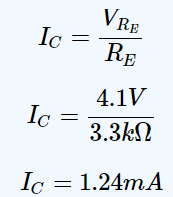 I_C = V_{R_E} / R_E
I_C = 4.1V / 3.3kΩ
I_C = 1.24mA